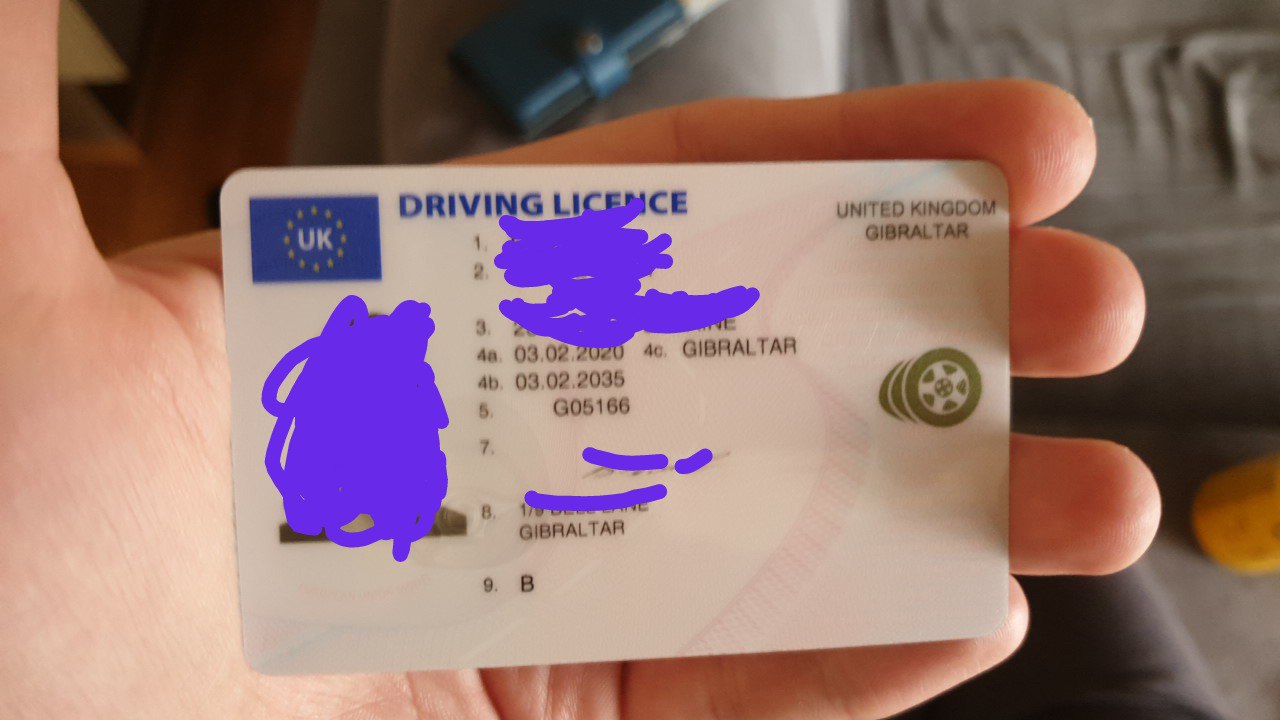 DRIVING LICENCE
UK
UNITED KINGDOM
GIBRALTAR
1.
2.
3.
4a. 03.02.2020 4c. GIBRALTAR
4b. 03.02.2035
5. G05166
7.
8.
GIBRALTAR
9. B